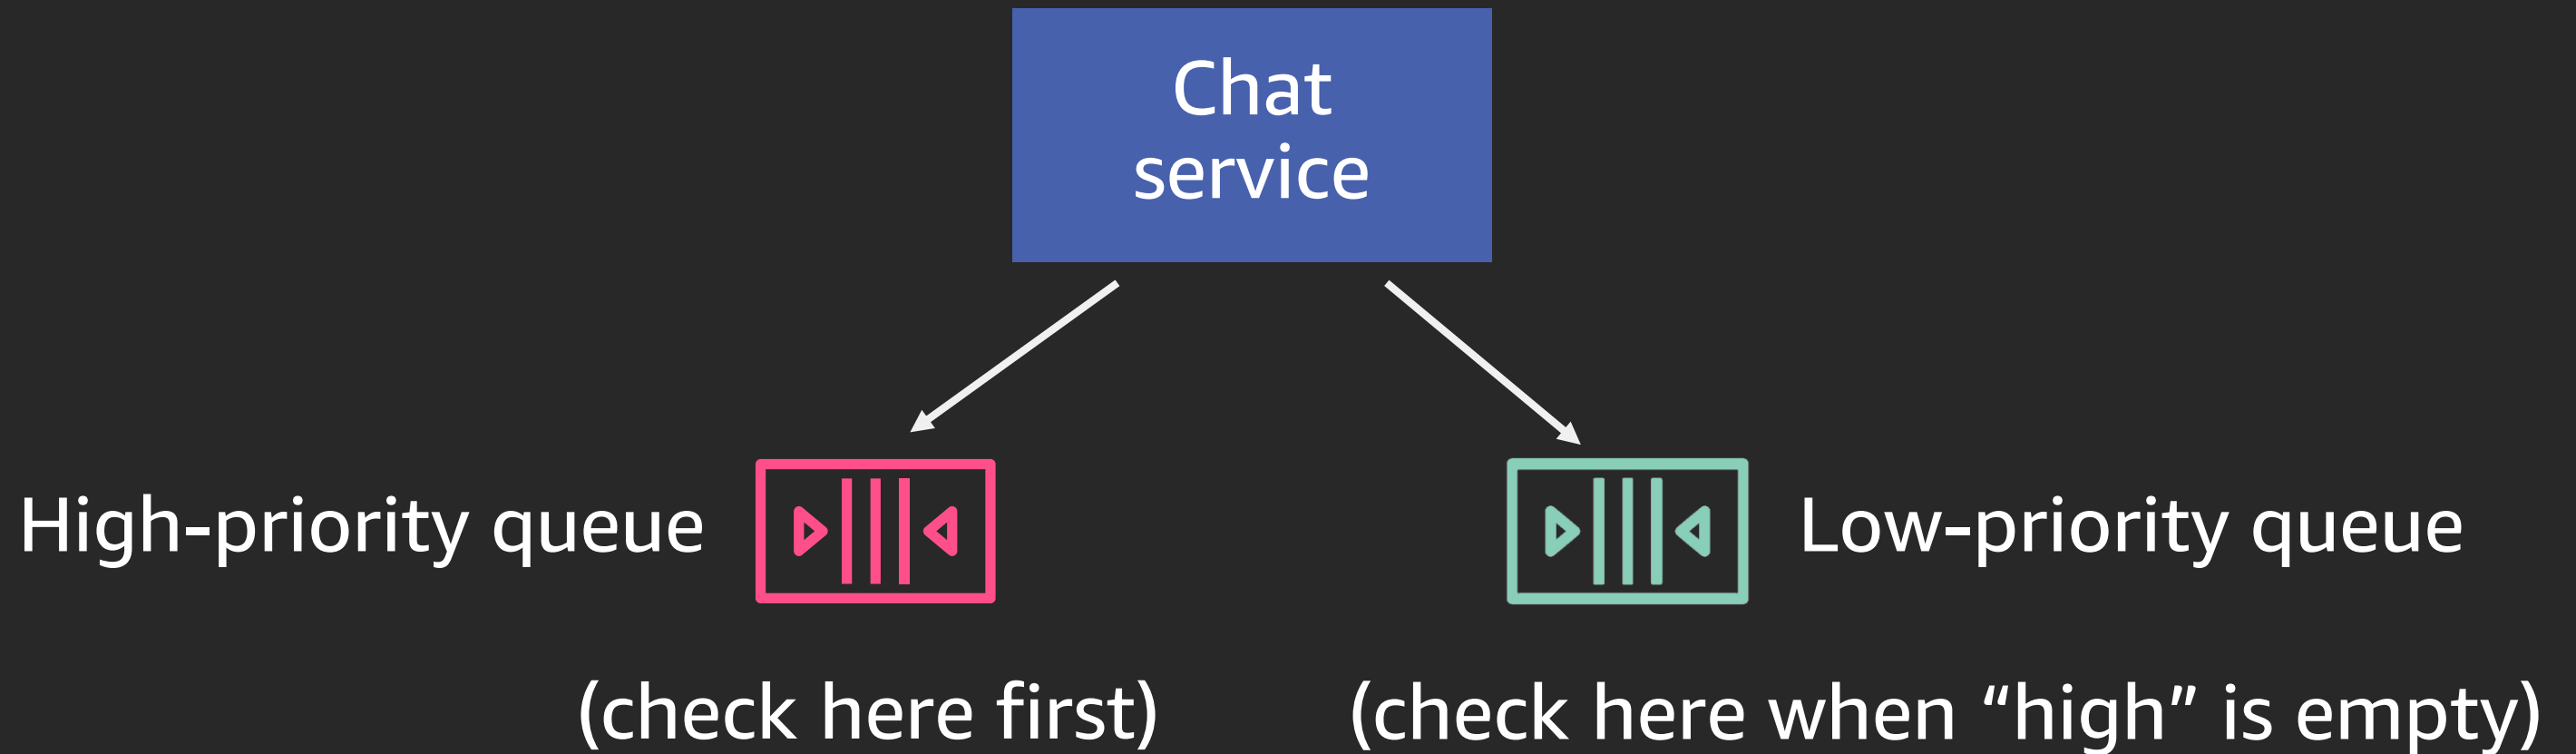 Chat
service
High-priority queue
Low-priority queue
(check here first)
(check here when “high” is empty)